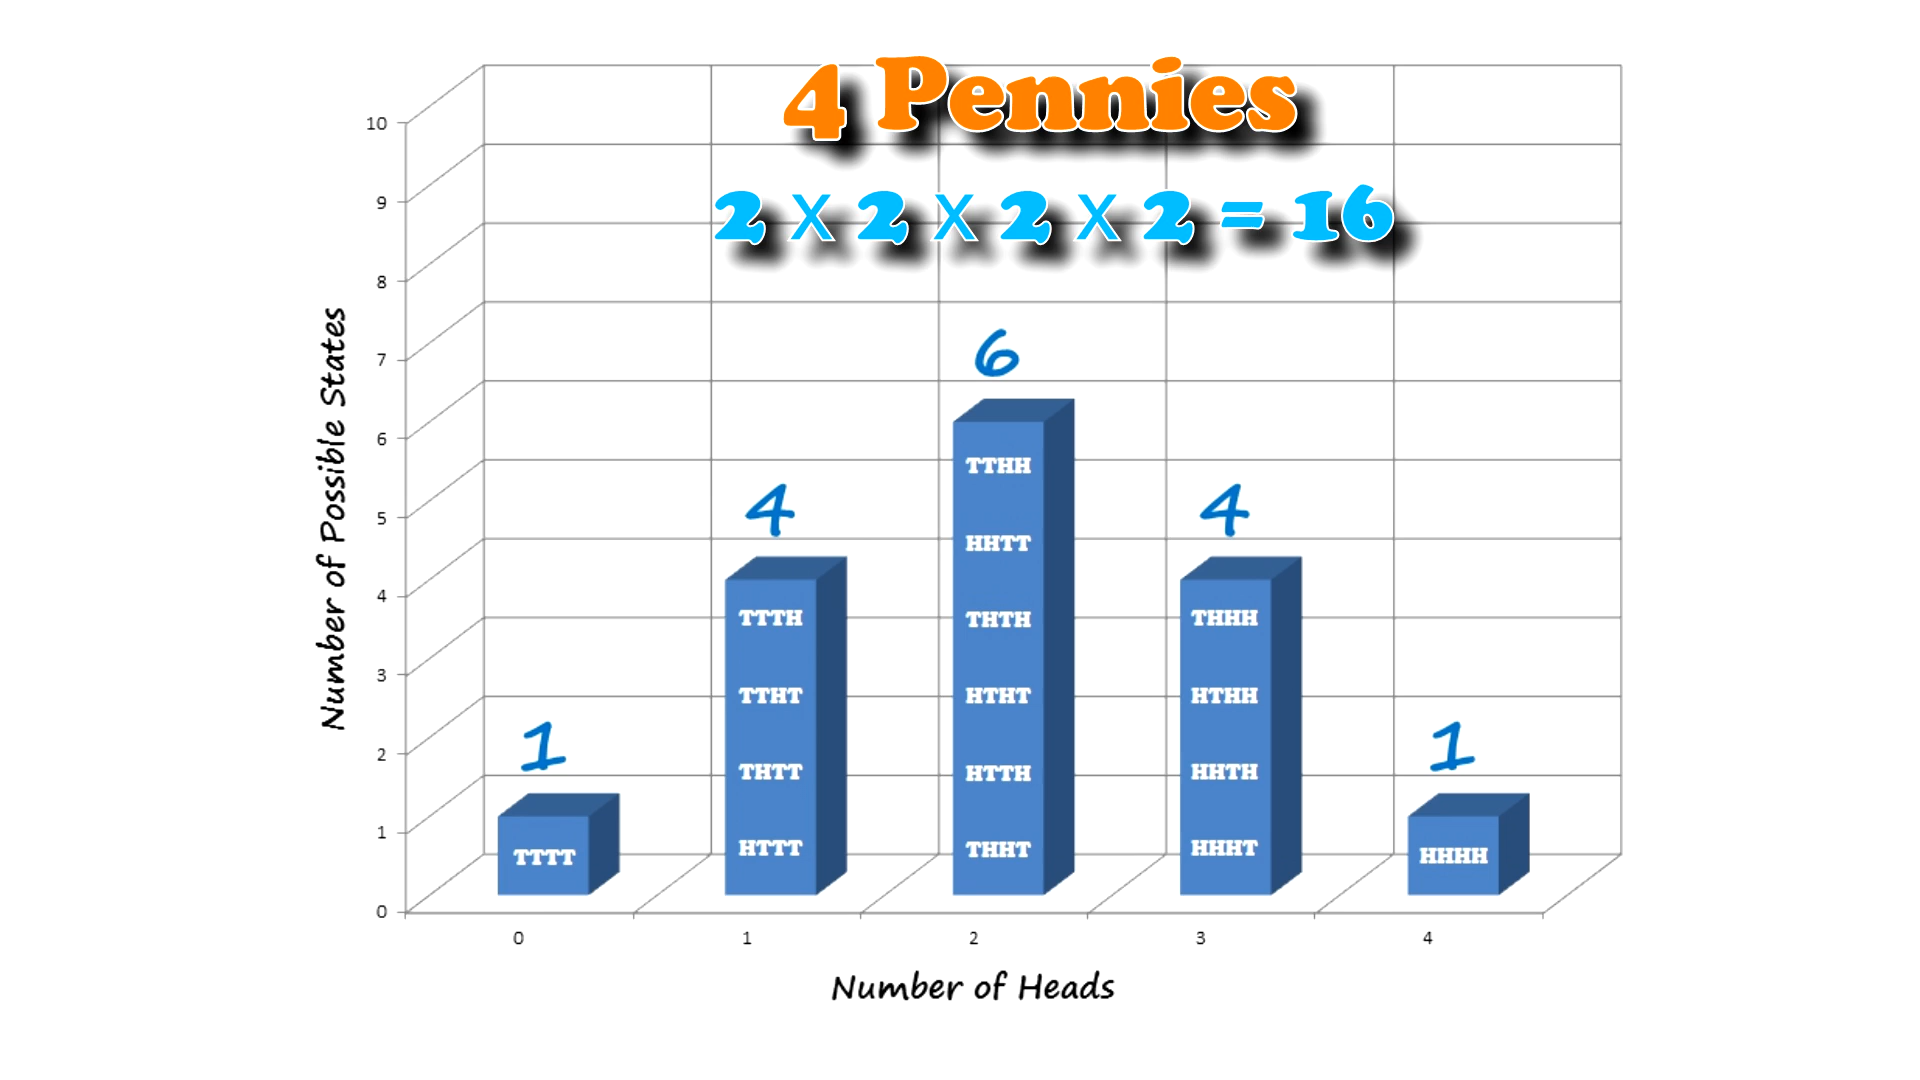 4 Pennies
2 x 2 x 2 x 2 = 16
Number of Possible States
10
9
8
7
6
5
4
3
2
1
0
1
TTTT
4
TTTH
TTHT
THTT
HTTT
6
TTHH
HHTT
THTH
HTHT
HTTH
THHT
4
THHH
HTHH
HHTH
HHHT
1
HHHH
0 1 2 3 4
Number of Heads